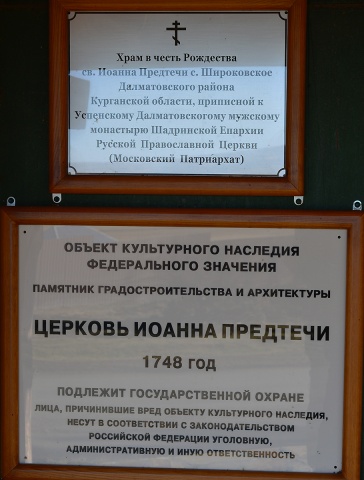 Храм в честь Рождества
св. Иоанна Предтечи с. Широковское
Далматовского района
Курганской области, приписной к
Успенскому Далматовскому мужскому
монастырю Шадринской Епархии
Русской Православной Церкви
(Московский Патриархат)
ОБЪЕКТ КУЛЬТУРНОГО НАСЛЕДИЯ
ФЕДЕРАЛЬНОГО ЗНАЧЕНИЯ
ПАМЯТНИК ГРАДОСТРОИТЕЛЬСТВА И АРХИТЕКТУРЫ
ЦЕРКОВЬ ИОАННА ПРЕДТЕЧИ
1748 ГОД
ПОДЛЕЖИТ ГОСУДАРСТВЕННОЙ ОХРАНЕ
ЛИЦА, ПРИЧИНИВШИЕ ВРЕД ОБЪЕКТУ КУЛЬТУРНОГО НАСЛЕДИЯ,
НЕСУТ В СООТВЕТСТВИИ С ЗАКОНОДАТЕЛЬСТВОМ
РОССИЙСКОЙ ФЕДЕРАЦИИ УГОЛОВНУЮ,
АДМИНИСТРАТИВНУЮ И ИНУЮ ОТВЕТСТВЕННОСТЬ